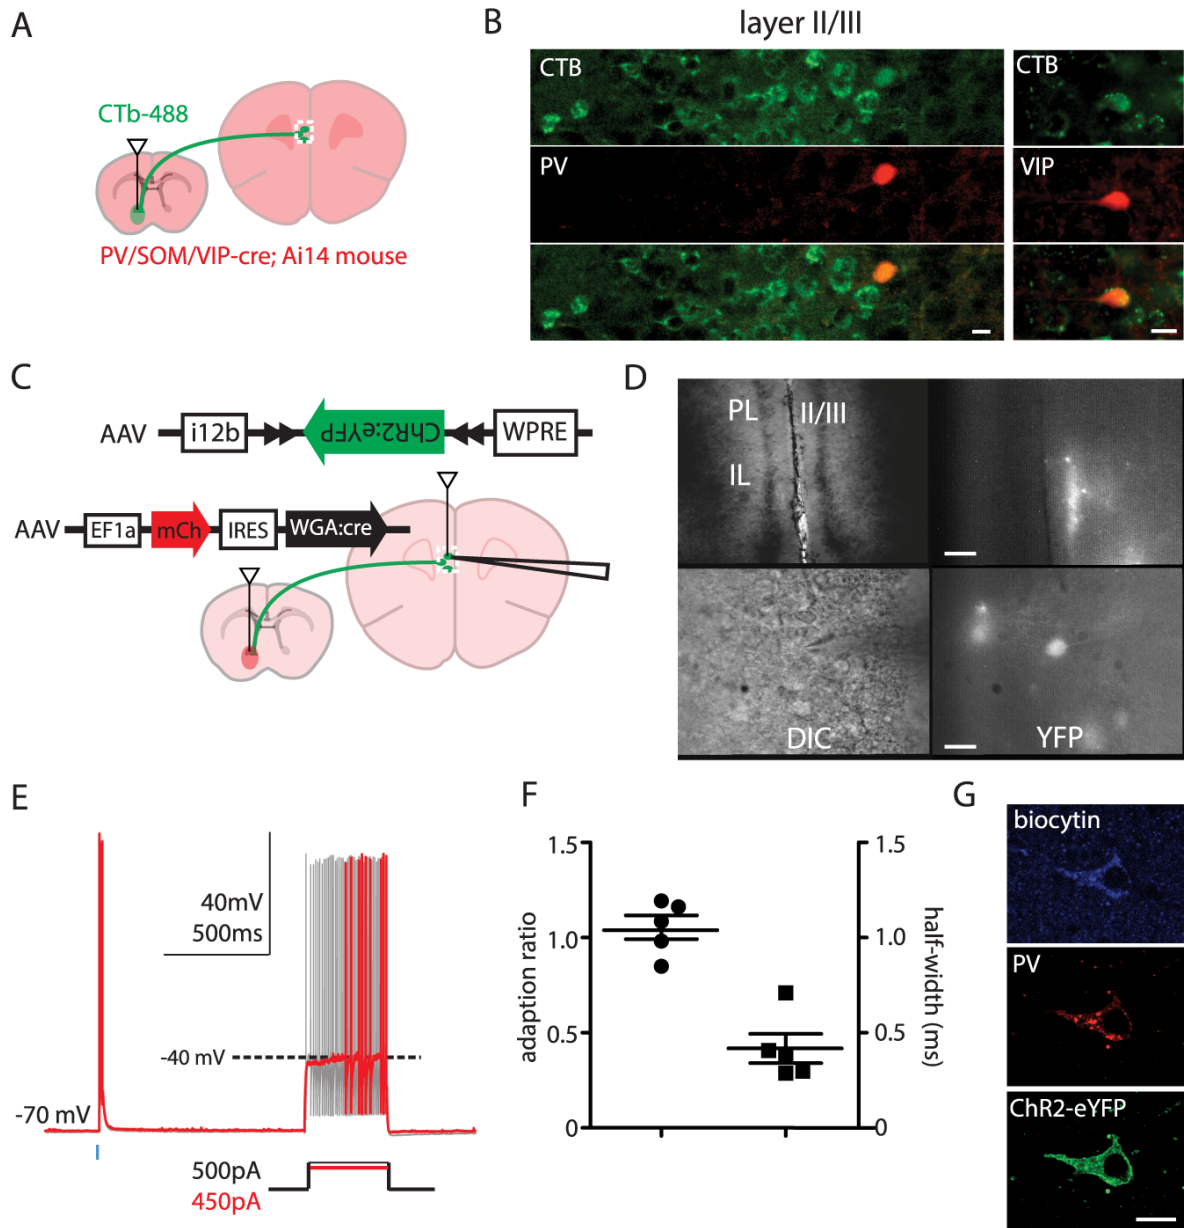 A
CTb-488
PV/SOM/VIP-cre; Ai14 mouse
B
layer II/III
CTB
CTB
PV
VIP
C
AAV
i12b
ChR2:eYFP
WPRE
AAV
EF1a
mCh
IRES
WGA:cre
D
PL
II/III
IL
DIC
YFP
E
40mV
500ms
-40 mV
-70 mV
500pA
450pA
F
1.5
1.0
0.5
0
adaption ratio
1.5
1.0
0.5
0
half-width (ms)
G
biocytin
PV
ChR2-eYFP